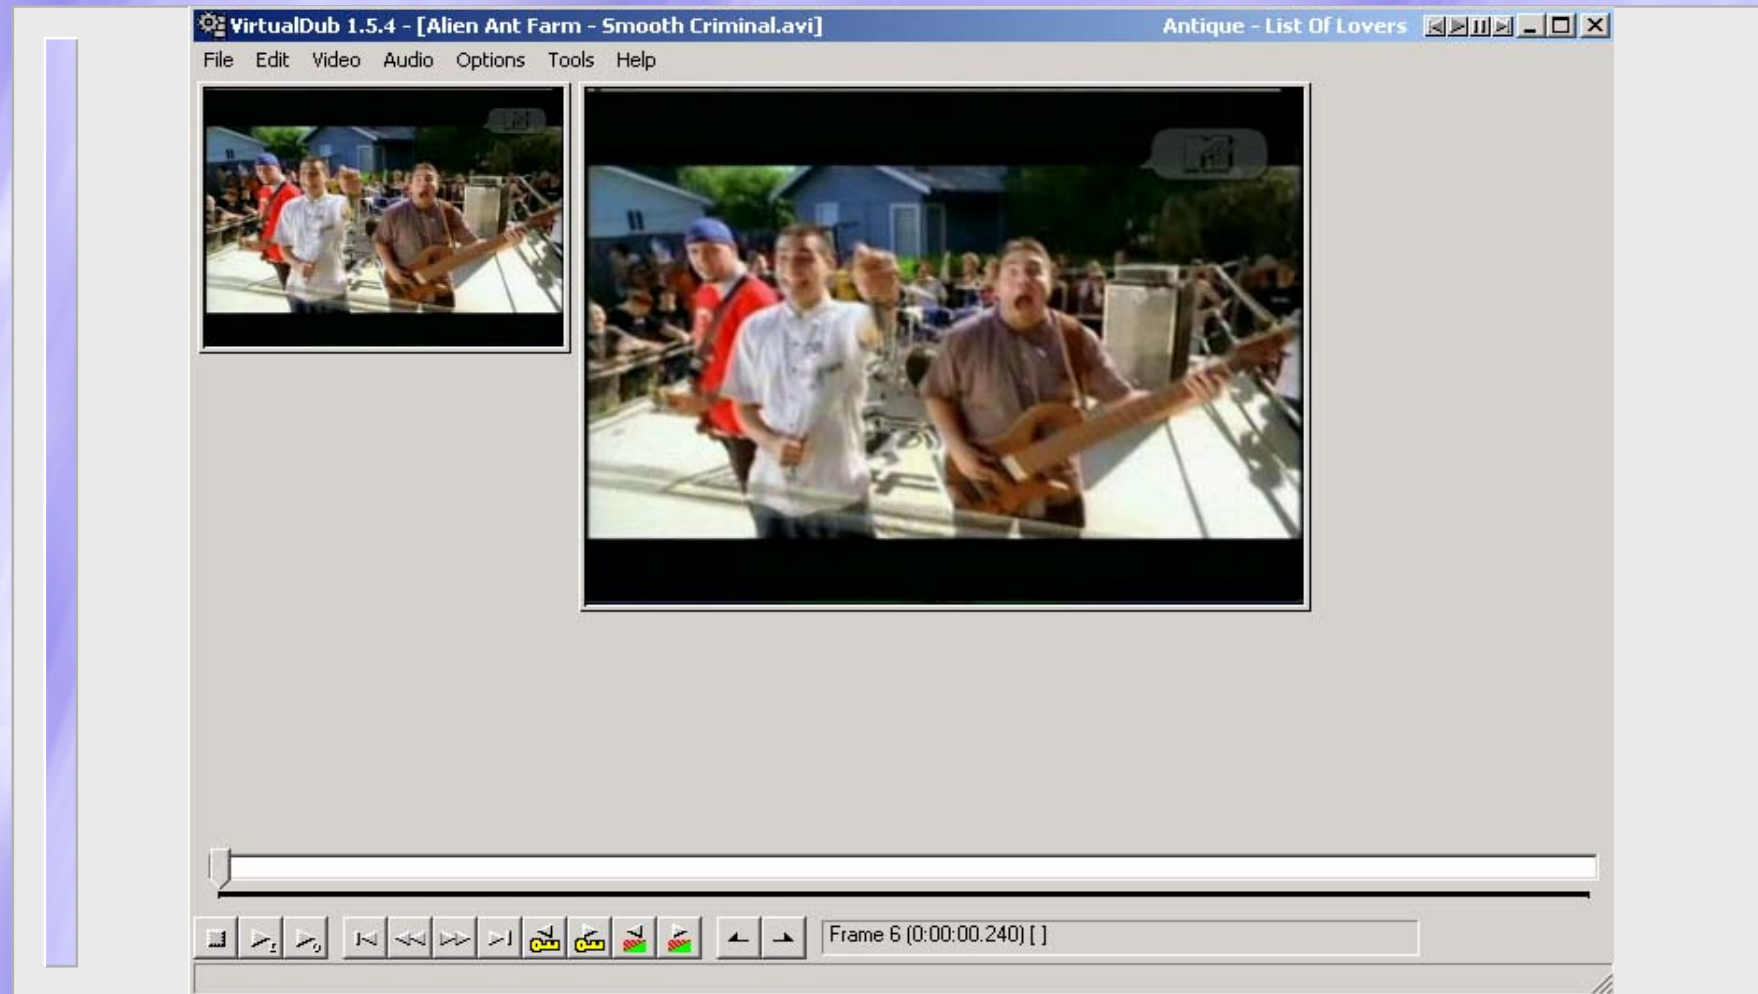 VirtualDub 1.5.4 - [Alien Ant Farm - Smooth Criminal.avi] Antique - List Of Lovers
File Edit Video Audio Options Tools Help
Frame 6 (0:00:00.240) [ ]